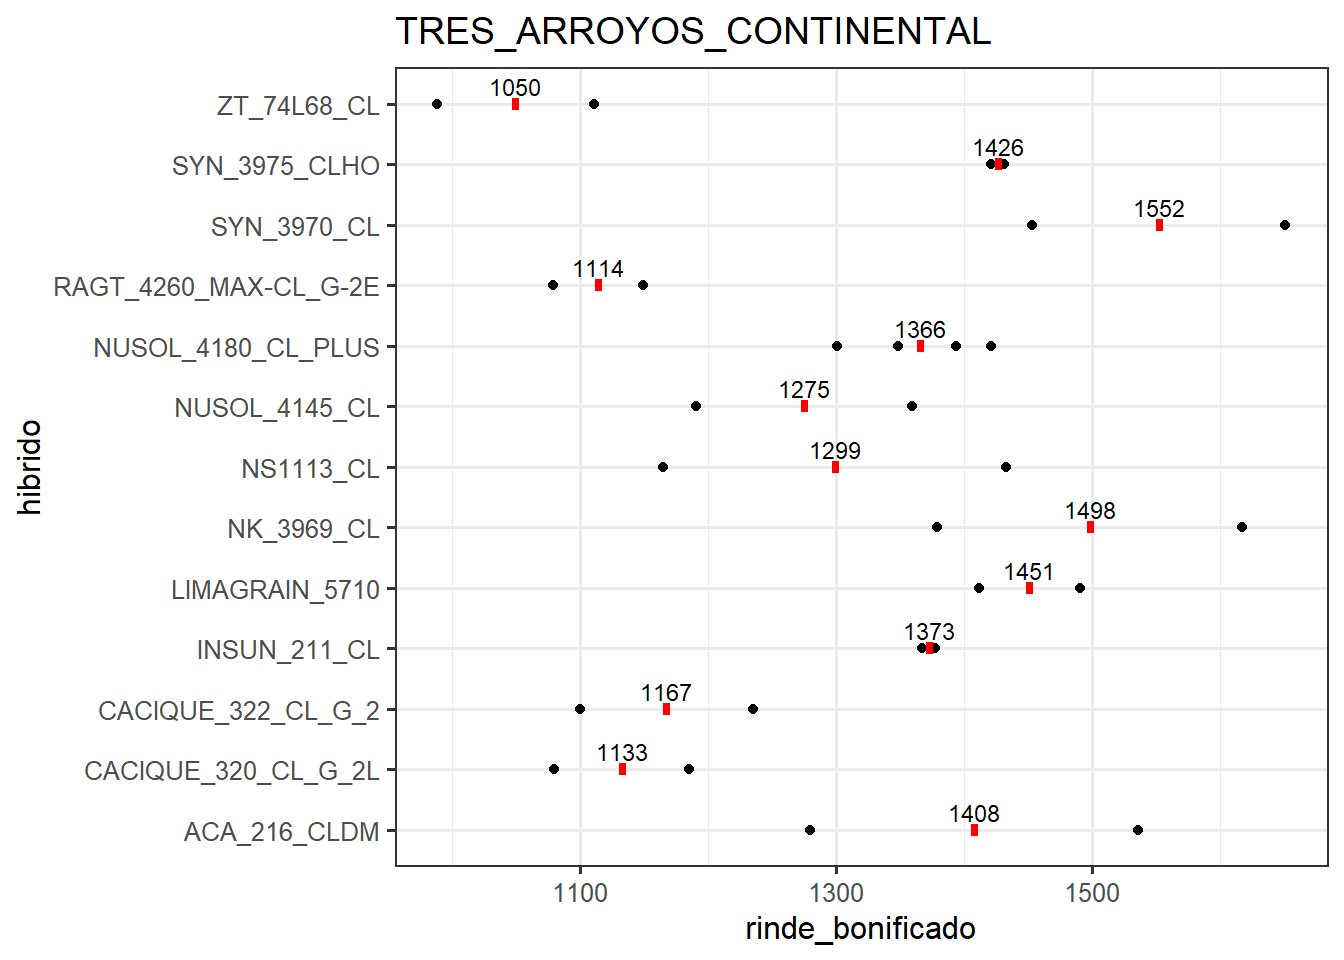 TRES_ARROYOS_CONTINENTAL
hibrido
ZT_74L68_CL
1050
SYN_3975_CLHO
1426
SYN_3970_CL
1552
RAGT_4260_MAX-CL_G-2E
1114
NUSOL_4180_CL_PLUS
1366
NUSOL_4145_CL
1275
NS1113_CL
1299
NK_3969_CL
1498
LIMAGRAIN_5710
1451
INSUN_211_CL
1373
CACIQUE_322_CL_G_2
1167
CACIQUE_320_CL_G_2L
1133
ACA_216_CLDM
1408
1100 1300 1500
rinde_bonificado